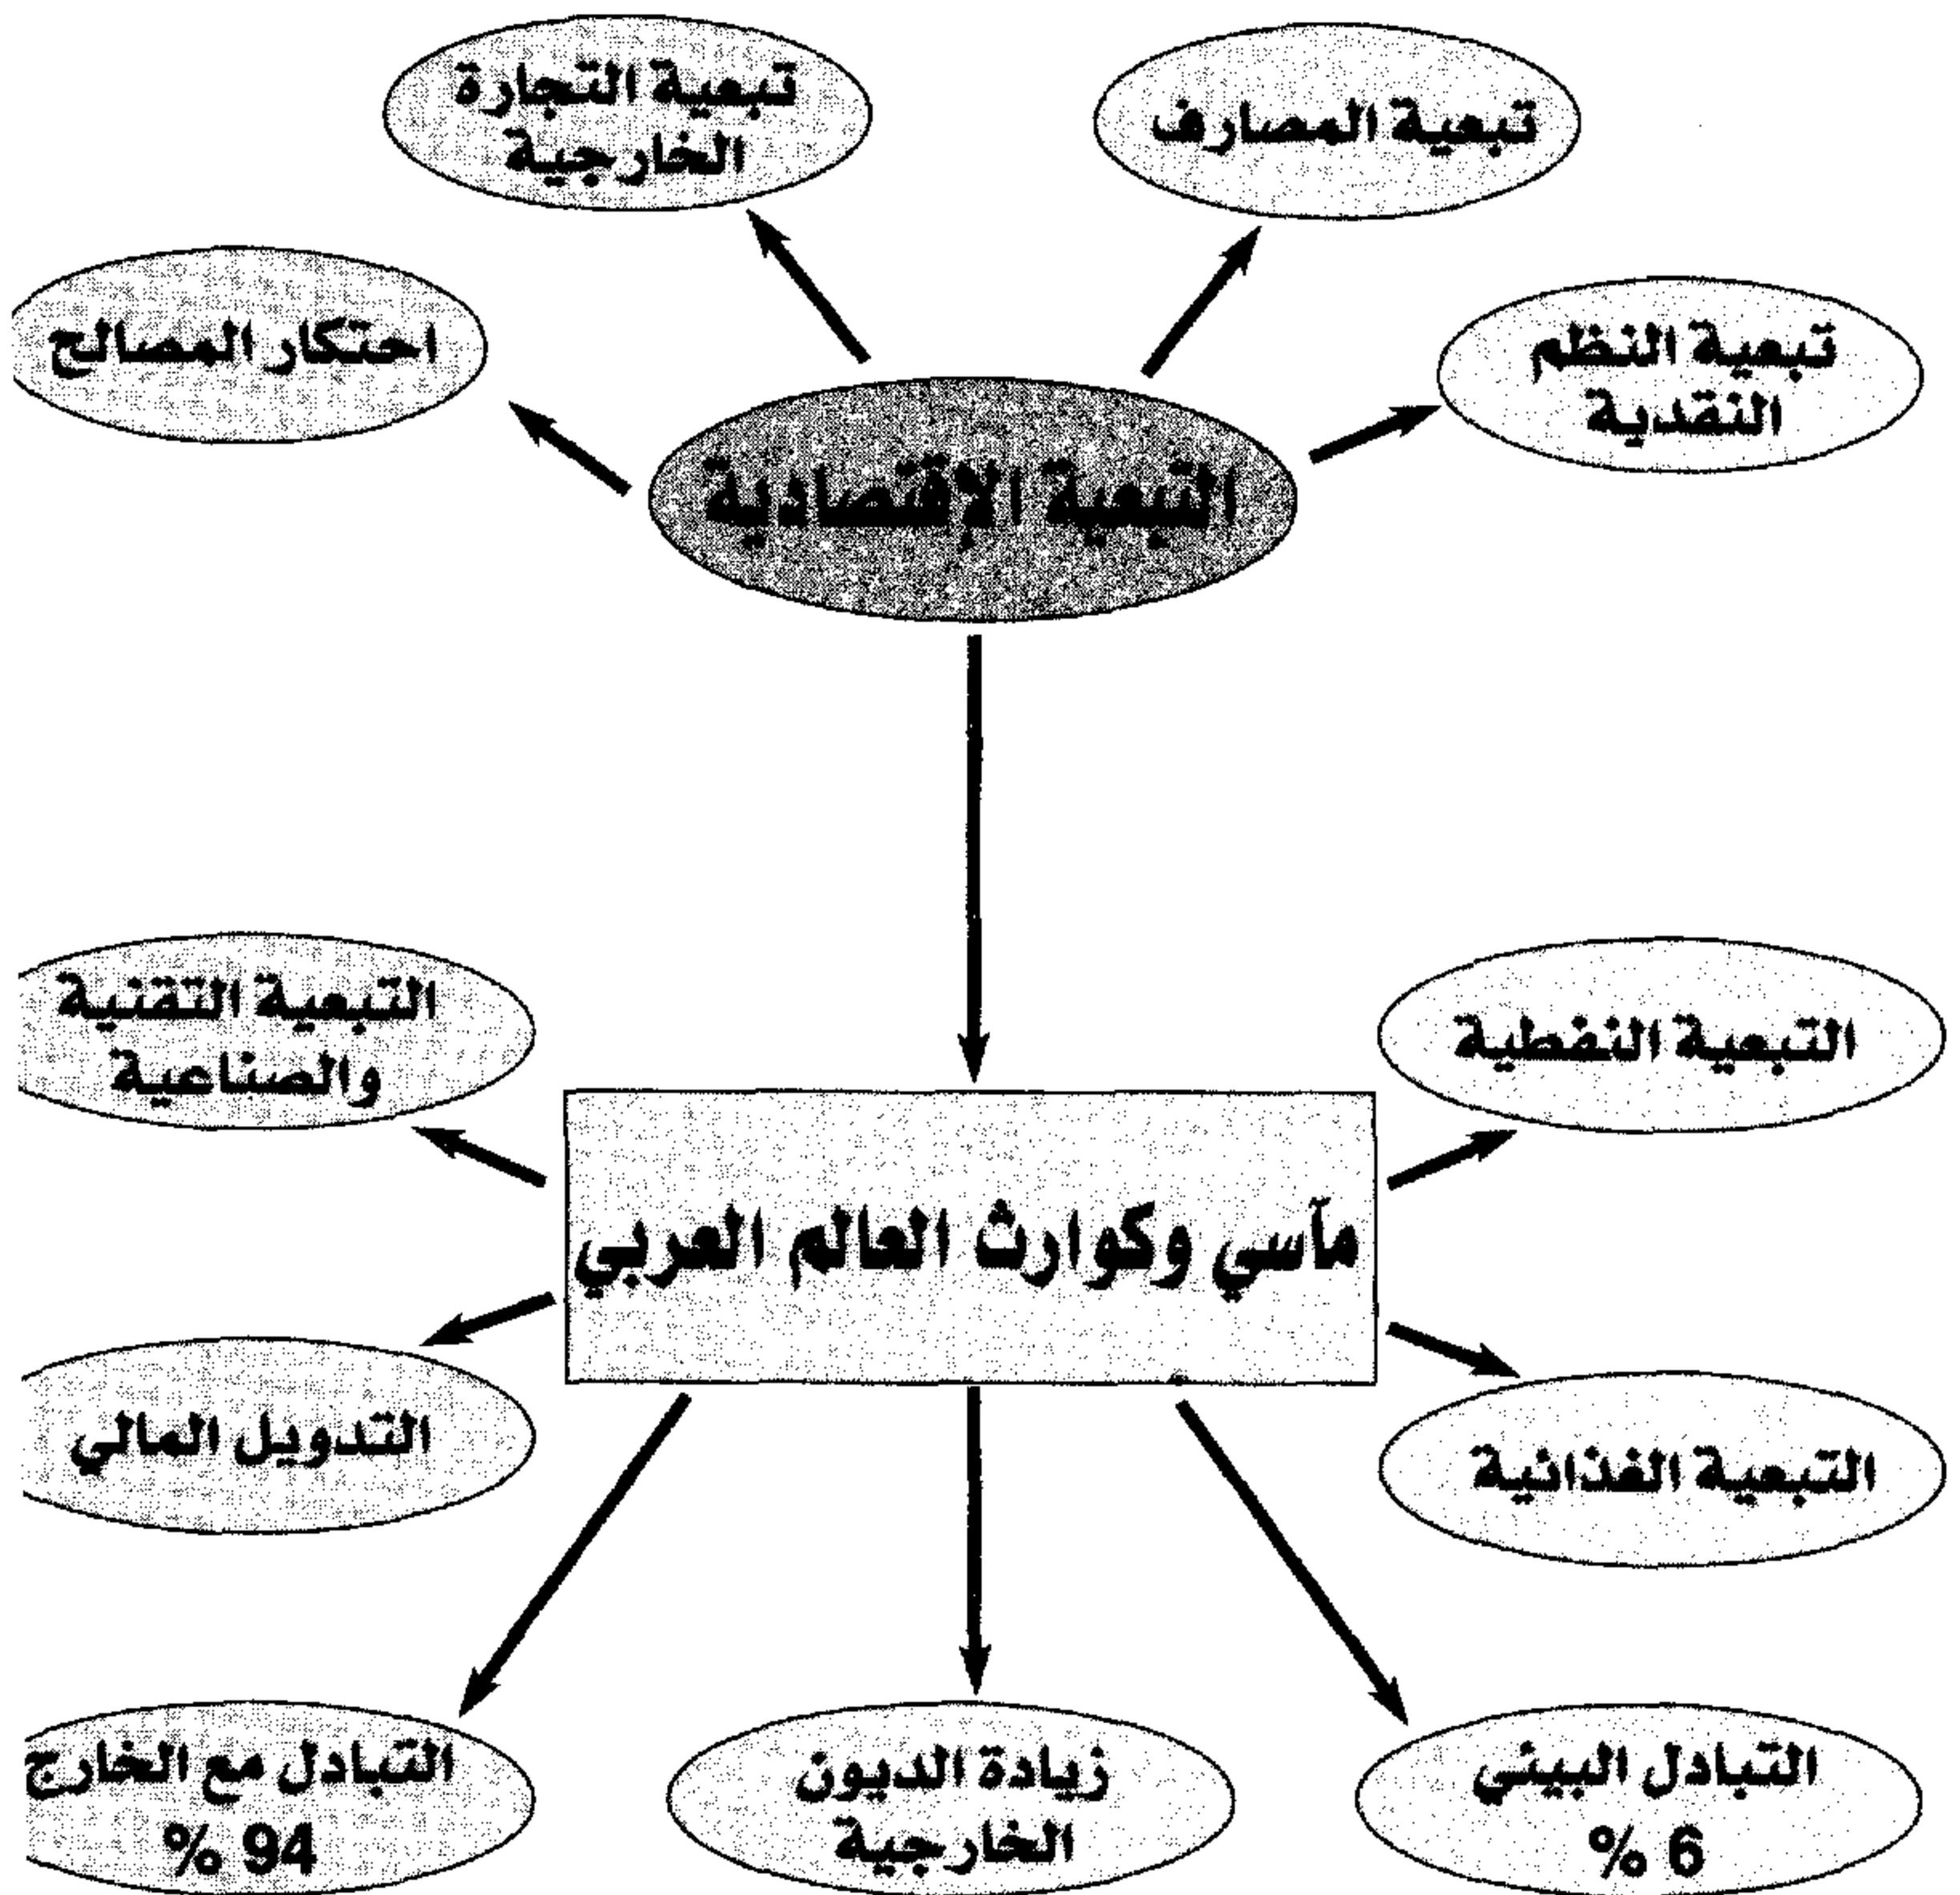 تبعية المصارف
تبعية التجارة
الخارجية
تبعية النظم
النقدية
احتكار المصالح
التبعية الإقتصادية
التبعية النفطية
التبعية التقنية
والصناعية
مآسي وكوارث العالم العربي
التبعية الغذائية
التدويل المالي
التبادل البيني
6 %
زيادة الديون
الخارجية
التبادل مع الخارج
94 %